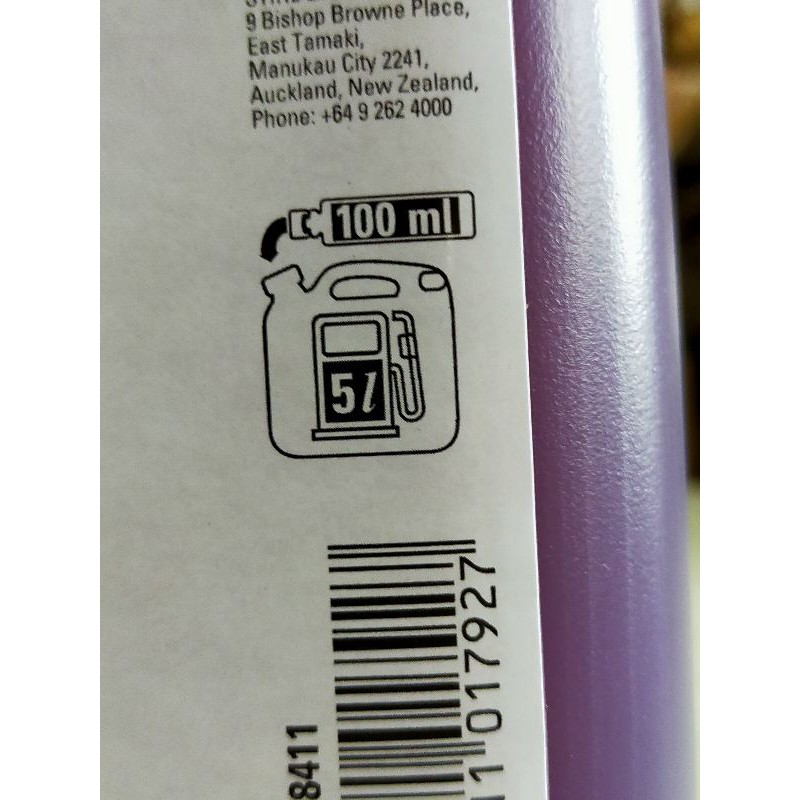 9 Bishop Browne Place,
East Tamaki,
Manukau City 2241,
Auckland, New Zealand,
Phone: +64 9 262 4000
100 ml
5l
1 017927
8411